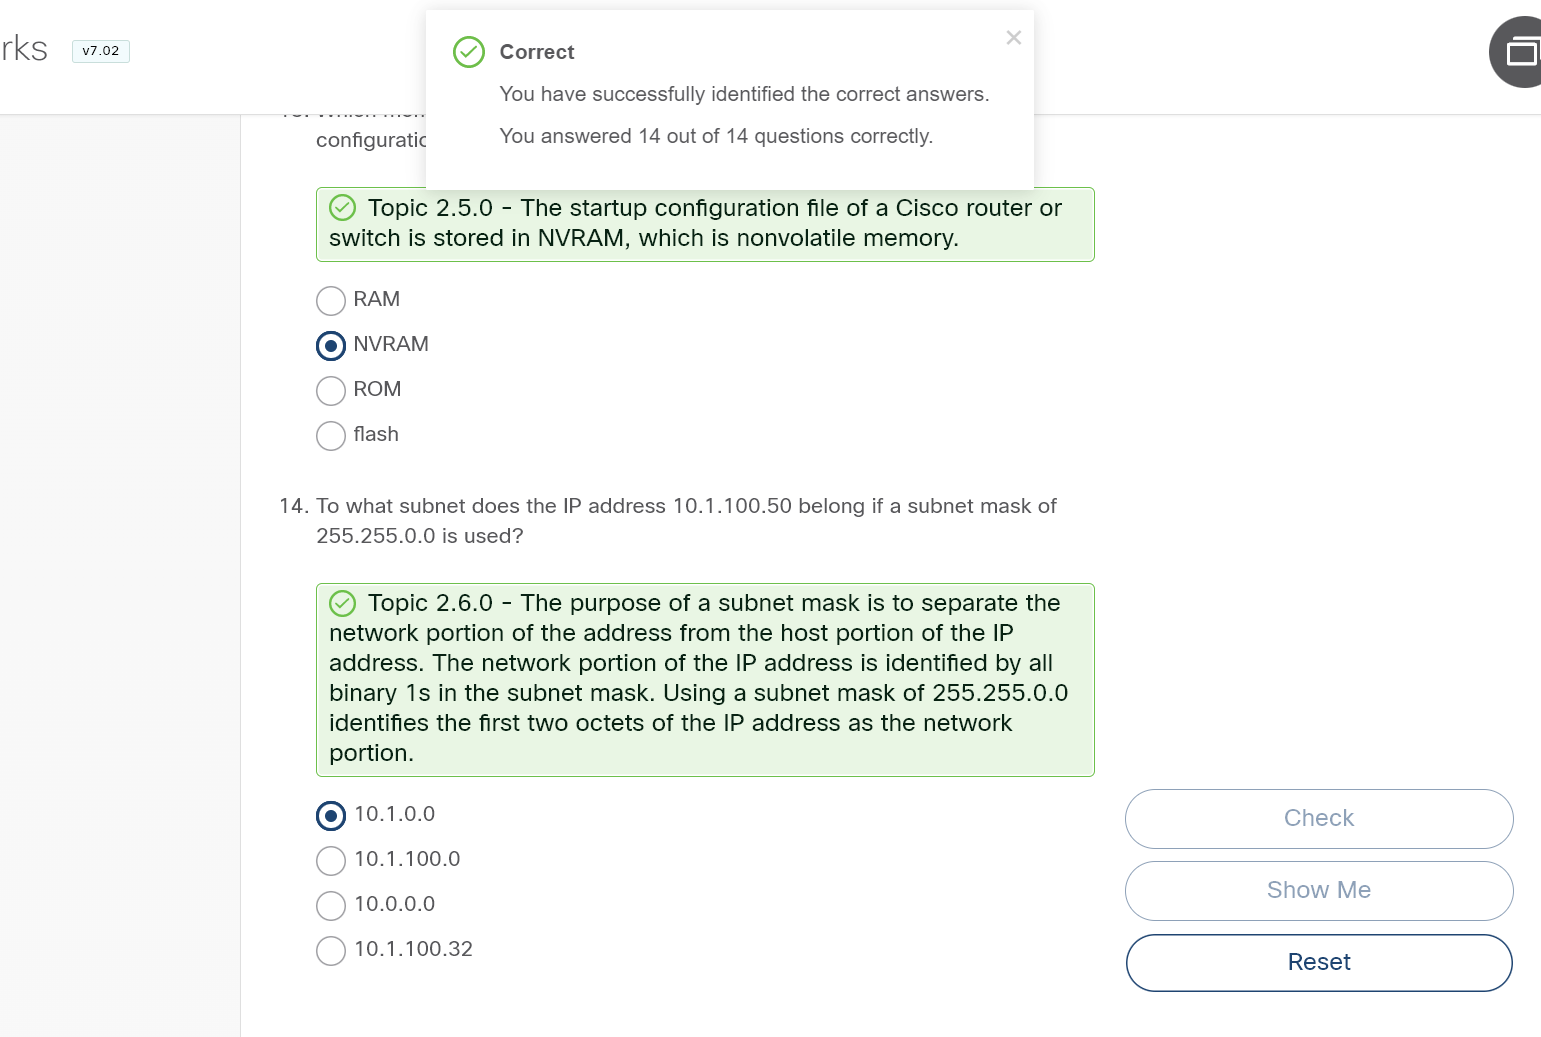 rks
v7.02
Correct
You have successfully identified the correct answers.
You answered 14 out of 14 questions correctly.
configuratio
Topic 2.5.0 - The startup configuration file of a Cisco router or
switch is stored in NVRAM, which is nonvolatile memory.
RAM
NVRAM
ROM
flash
14. To what subnet does the IP address 10.1.100.50 belong if a subnet mask of
255.255.0.0 is used?
Topic 2.6.0 - The purpose of a subnet mask is to separate the
network portion of the address from the host portion of the IP
address. The network portion of the IP address is identified by all
binary 1s in the subnet mask. Using a subnet mask of 255.255.0.0
identifies the first two octets of the IP address as the network
portion.
10.1.0.0
10.1.100.0
10.0.0.0
10.1.100.32
Check
Show Me
Reset